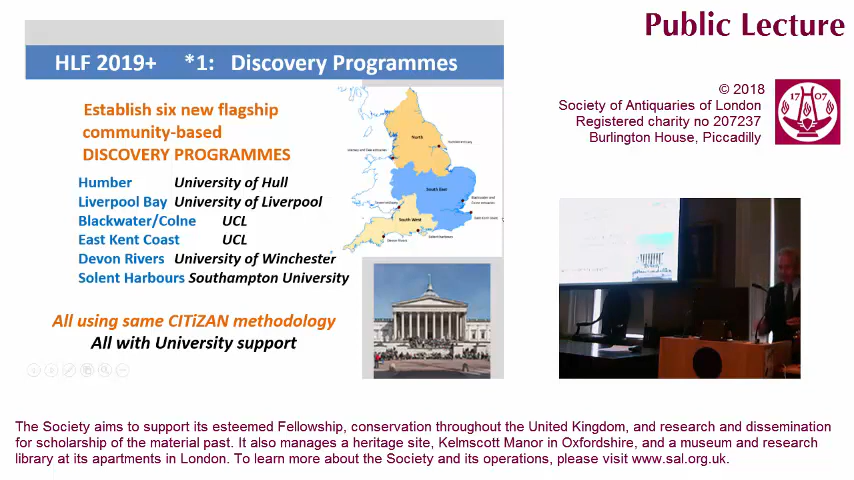 Public Lecture
HLF 2019+ *1: Discovery Programmes
© 2018
Society of Antiquaries of London
Registered charity no 207237
Burlington House, Piccadilly
1707
Establish six new flagship
community-based
DISCOVERY PROGRAMMES
Humber University of Hull
Liverpool Bay University of Liverpool
Blackwater/Colne UCL
East Kent Coast UCL
Devon Rivers University of Winchester
Solent Harbours Southampton University
North
South East
South West
All using same CITiZAN methodology
All with University support
The Society aims to support its esteemed Fellowship, conservation throughout the United Kingdom, and research and dissemination
for scholarship of the material past. It also manages a heritage site, Kelmscott Manor in Oxfordshire, and a museum and research
library at its apartments in London. To learn more about the Society and its operations, please visit www.sal.org.uk.